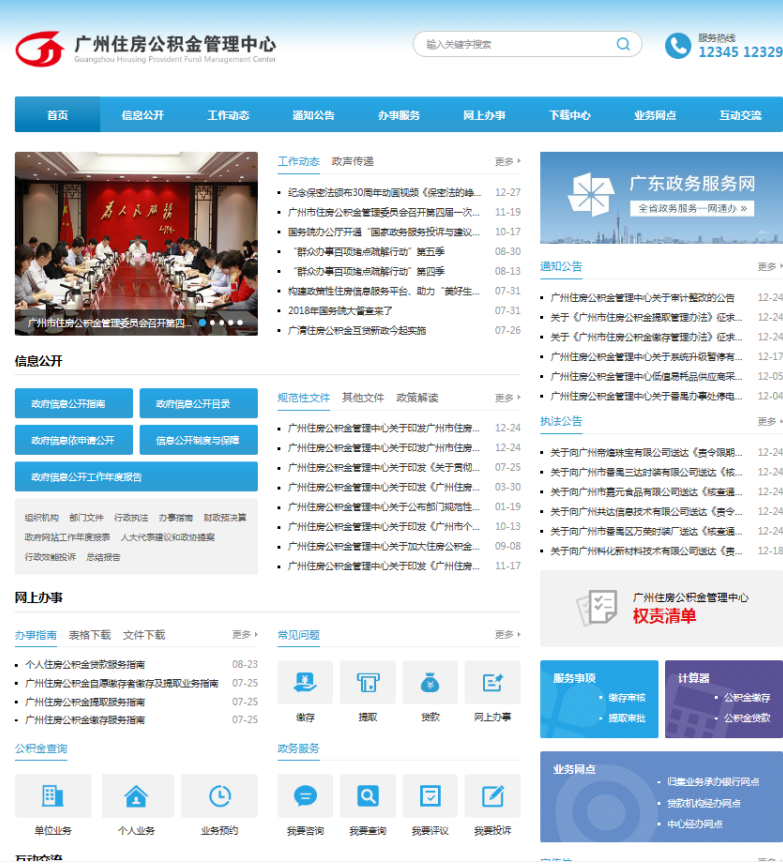 广州住房公积金管理中心
Guangzhou Housing Provident Fund Management Center
输入关键字搜索
服务热线
12345 12329
首页 信息公开 工作动态 通知公告 办事服务 网上办事 下载中心 业务网点 互动交流
为人民服务
广州市住房公积金管理委员会召开第四...
工作动态 政声传递 更多
纪念保密法颁布30周年动画视频《保密法的峥... 12-27
广州市住房公积金管理委员会召开第四届一次... 11-19
国务院办公厅开通“国家政务服务投诉与建议... 10-17
“群众办事百项堵点疏解行动”第五季 08-30
“群众办事百项堵点疏解行动”第四季 08-13
构建政策性住房信息服务平台、助力“美好生... 07-31
2018年国务院大督查来了 07-31
广清住房公积金互贷新政今起实施 07-26
广东政务服务网
全省政务服务一网通办 »
通知公告 更多
广州住房公积金管理中心关于审计整改的公告 12-24
关于《广州市住房公积金提取管理办法》征求... 12-24
关于《广州市住房公积金缴存管理办法》征求... 12-24
广州住房公积金管理中心关于系统升级暂停有... 12-17
广州住房公积金管理中心低值易耗品供应商采... 12-05
广州住房公积金管理中心关于番禺办事处停电... 12-04
信息公开
政府信息公开指南 政府信息公开目录
政府信息依申请公开 信息公开制度与保障
政府信息公开工作年度报告
组织机构 部门文件 行政执法 办事指南 财政预决算
政府网站工作年度报表 人大代表建议和政协提案
行政效能投诉 总结报告
规范性文件 其他文件 政策解读 更多
广州住房公积金管理中心关于印发广州市住房... 12-24
广州住房公积金管理中心关于印发广州市住房... 12-24
广州住房公积金管理中心关于印发《关于贯彻... 07-25
广州住房公积金管理中心关于印发《广州住房... 03-30
广州住房公积金管理中心关于公布部门规范性... 01-19
广州住房公积金管理中心关于印发《广州市个... 10-13
广州住房公积金管理中心关于加大住房公积金... 09-08
广州住房公积金管理中心关于印发《广州住房... 11-17
执法公告 更多
关于向广州帝煌珠宝有限公司送达《责令限期... 12-24
关于向广州市番禺三达时装有限公司送达《核... 12-24
关于向广州市嘉元食品有限公司送达《核查通... 12-24
关于向广州共达信息技术有限公司送达《责令... 12-24
关于向广州市番禺区万荣时装厂送达《核查通... 12-24
关于向广州科化新材料技术有限公司送达《责... 12-18
广州住房公积金管理中心
权责清单
网上办事
办事指南 表格下载 文件下载 更多
个人住房公积金贷款服务指南 08-23
广州住房公积金自愿缴存者缴存及提取业务指南 07-25
广州住房公积金提取服务指南 07-25
广州住房公积金缴存服务指南 07-25
常见问题 更多
缴存 提取 贷款 网上办事
服务事项
缴存审核
提取审批
计算器
公积金缴存
公积金贷款
公积金查询
单位业务 个人业务 业务预约
政务服务
我要咨询 我要查询 我要评议 我要投诉
业务网点
归集业务承办银行网点
贷款机构经办网点
中心经办网点
互动交流